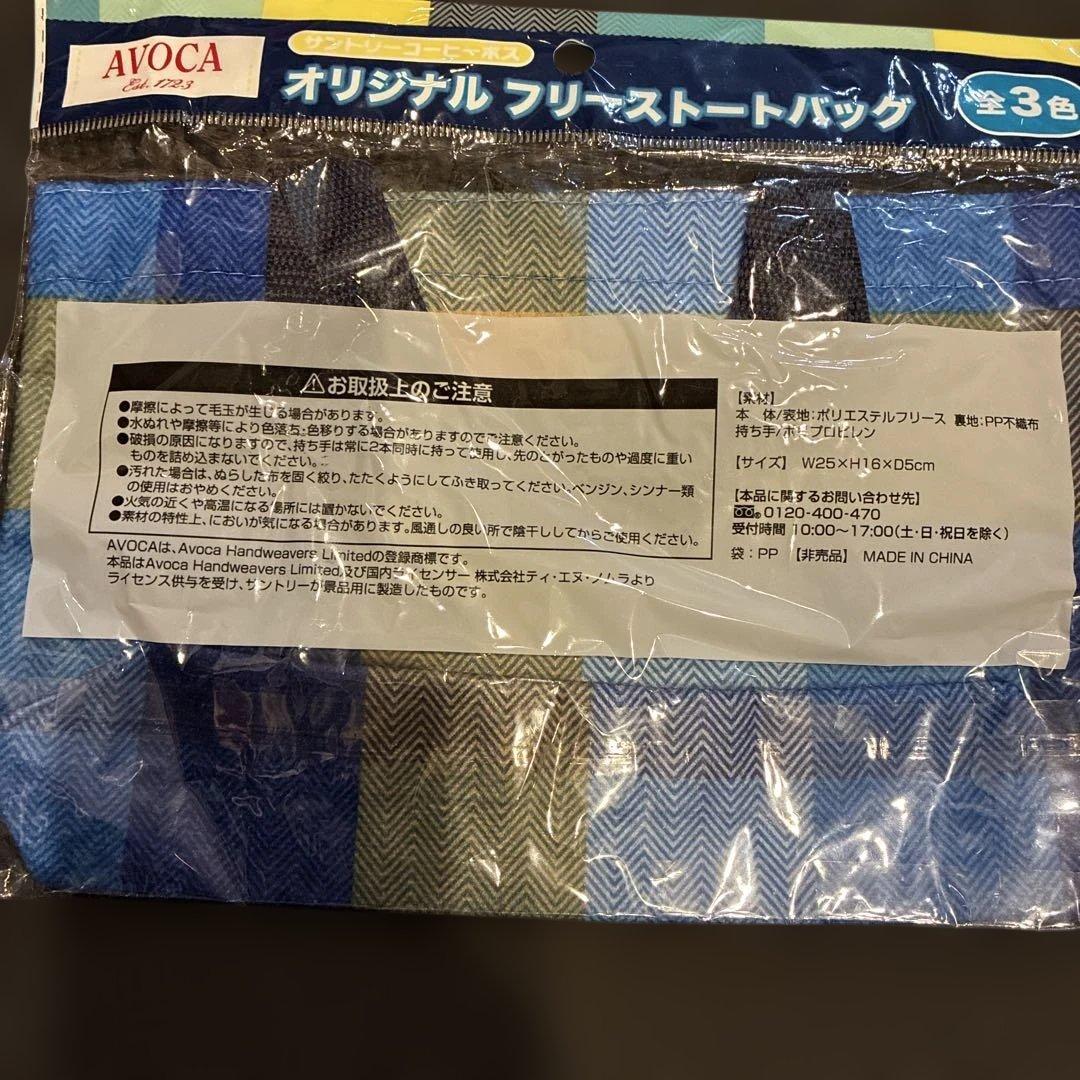 AVOCA
Est. 1723
サントリーコーヒーボス
オリジナル フリーストートバッグ
全3色
⚠お取扱上のご注意
●摩擦によって毛玉が生じる場合があります。
●水ぬれや摩擦等により色落ち・色移りする場合がありますのでご注意ください。
●破損の原因になりますので、持ち手は常に2本同時に持って使用し、先のとがったものや過度に重い
ものを詰め込まないでください。
●汚れた場合は、ぬらした布を固く絞り、たたくようにしてふき取ってください。ベンジン、シンナー類
の使用はおやめください。
●火気の近くや高温になる場所には置かないでください。
●素材の特性上、においが気になる場合があります。風通しの良い所で陰干ししてからご使用ください。
AVOCAは、Avoca Handweavers Limitedの登録商標です。
本品はAvoca Handweavers Limited及び国内ライセンサー 株式会社ティ・エヌ・ノムラより
ライセンス供与を受け、サントリーが景品用に製造したものです。
【素材】
本 体/表地:ポリエステルフリース 裏地:PP不織布
持ち手/ポリプロピレン
【サイズ】 W25×H16×D5cm
【本品に関するお問い合わせ先】
0120-400-470
受付時間 10:00〜17:00(土・日・祝日を除く)
袋:PP 【非売品】 MADE IN CHINA